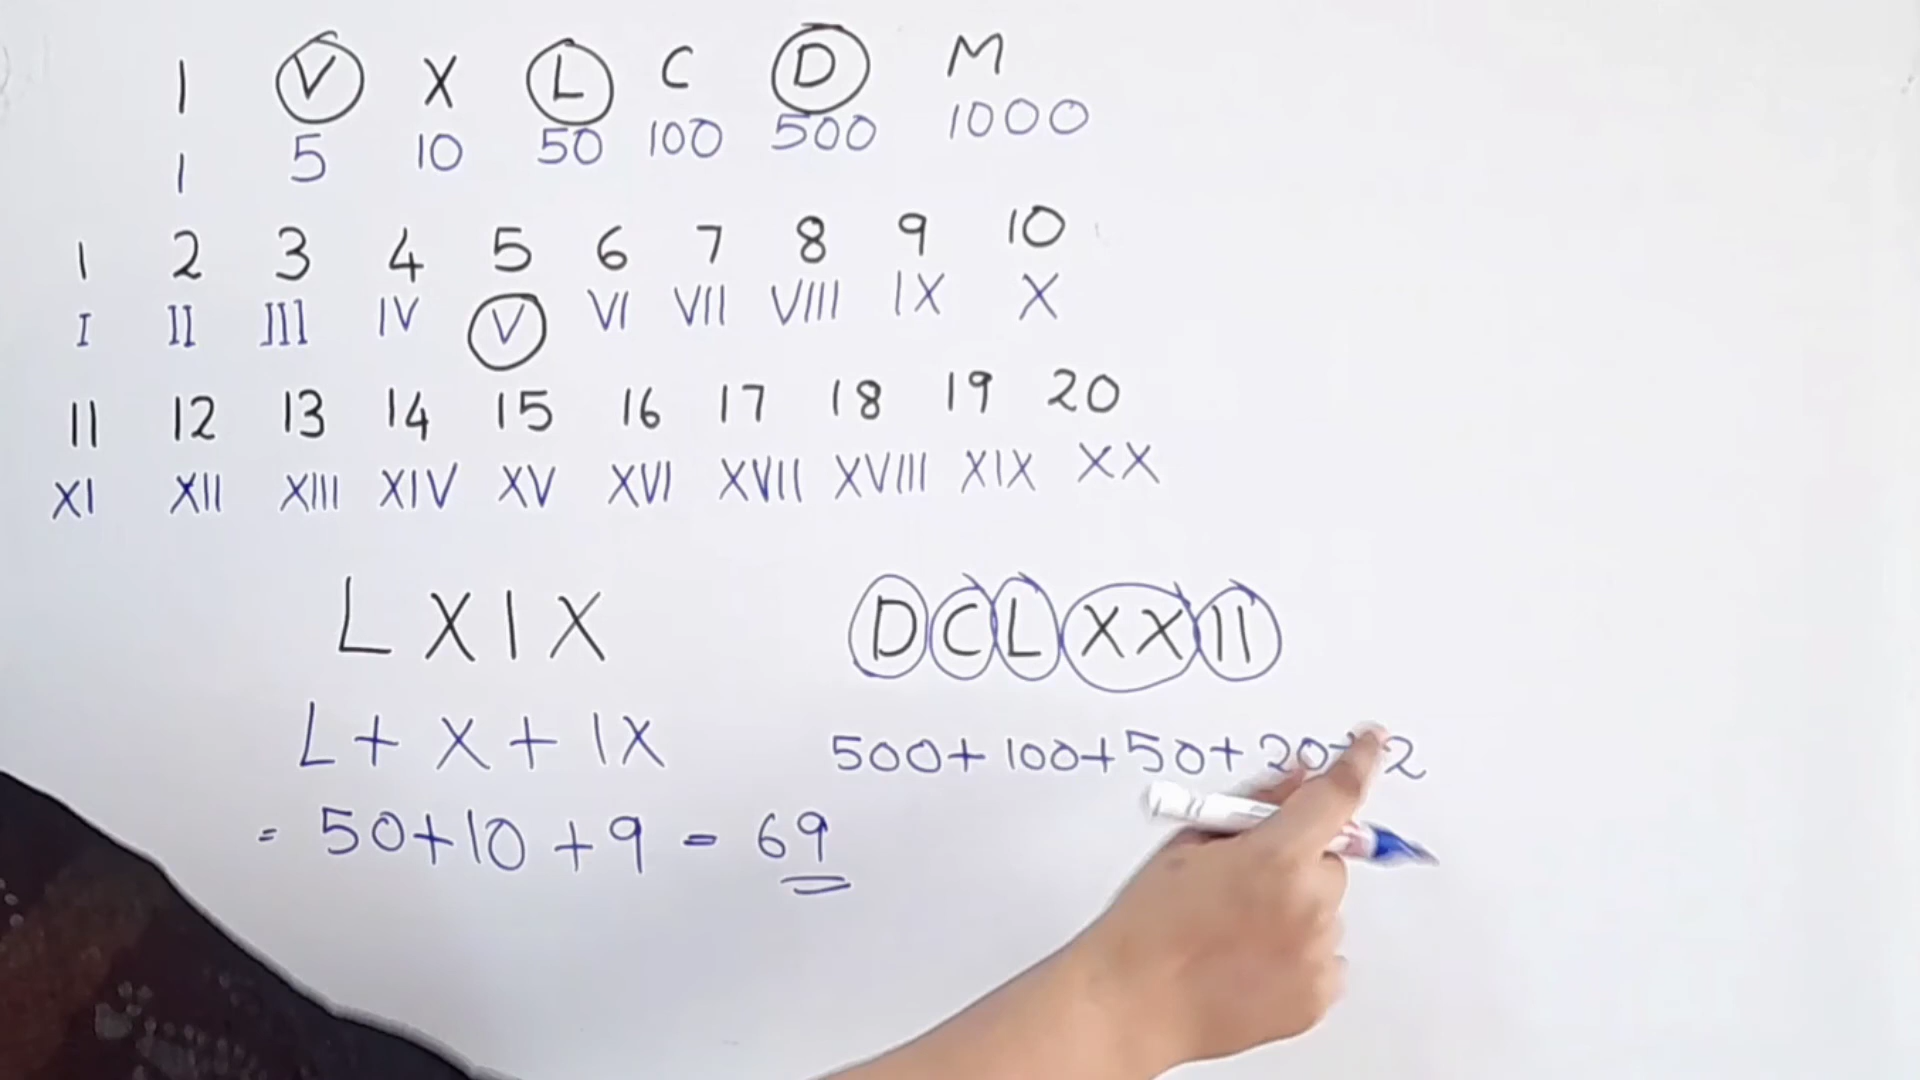 I V X L C D M
1 5 10 50 100 500 1000
1 2 3 4 5 6 7 8 9 10
I II III IV V VI VII VIII IX X
11 12 13 14 15 16 17 18 19 20
XI XII XIII XIV XV XVI XVII XVIII XIX XX
LXIX
L + X + IX
= 50 + 10 + 9 = 69
DCLXXII
500 + 100 + 50 + 20 + 2